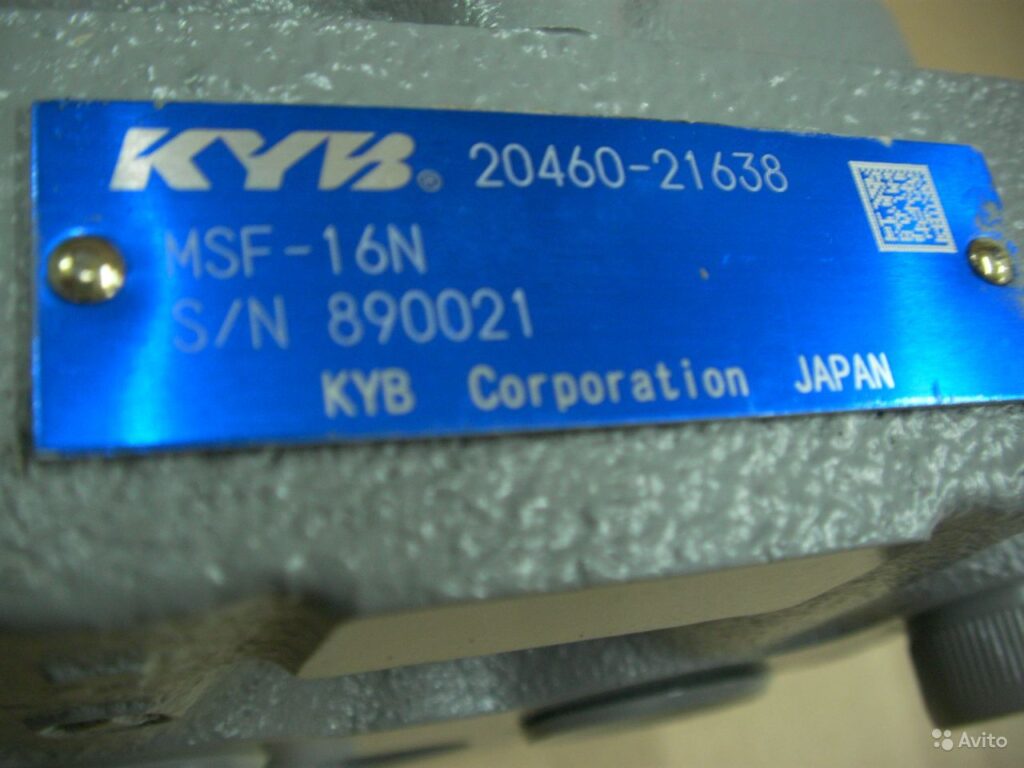 KYB® 20460-21638
MSF-16N
S/N 890021
KYB Corporation JAPAN
Avito